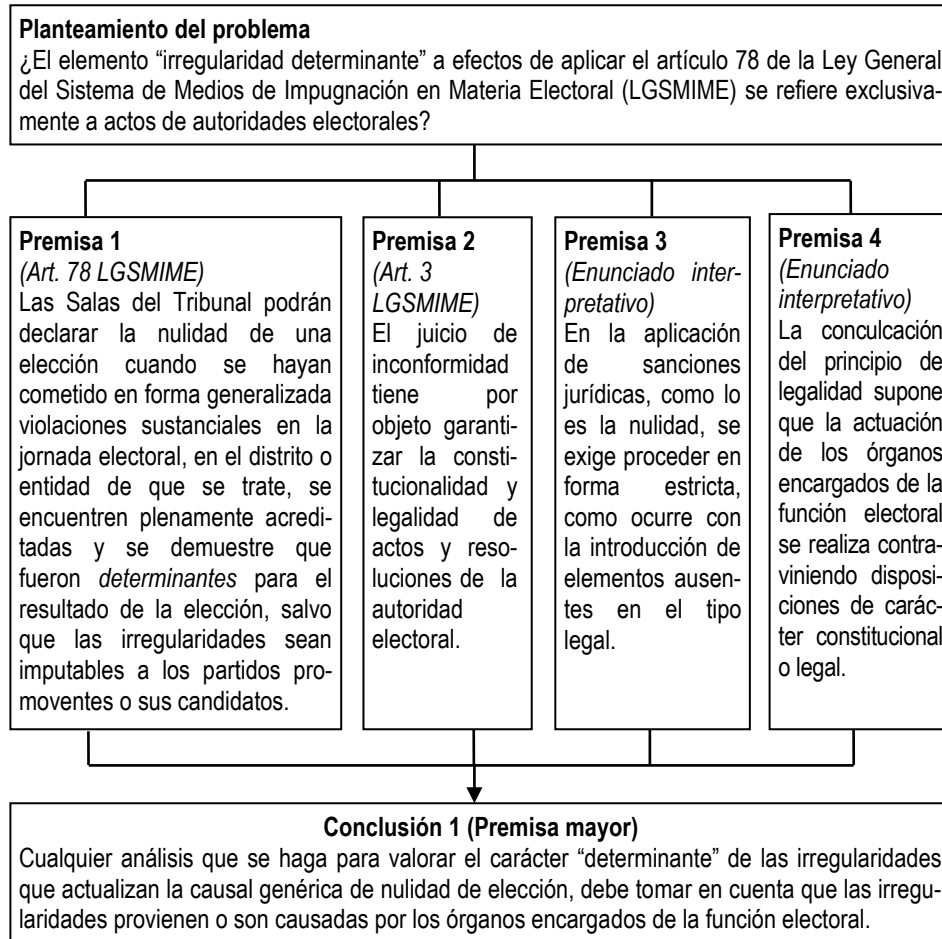 Planteamiento del problema
¿El elemento “irregularidad determinante” a efectos de aplicar el artículo 78 de la Ley General
del Sistema de Medios de Impugnación en Materia Electoral (LGSMIME) se refiere exclusiva-
mente a actos de autoridades electorales?
Premisa 1
(Art. 78 LGSMIME)
Las Salas del Tribunal podrán
declarar la nulidad de una
elección cuando se hayan
cometido en forma generalizada
violaciones sustanciales en la
jornada electoral, en el distrito o
entidad de que se trate, se
encuentren plenamente acredi-
tadas y se demuestre que
fueron determinantes para el
resultado de la elección, salvo
que las irregularidades sean
imputables a los partidos pro-
moventes o sus candidatos.
Premisa 2
(Art. 3
LGSMIME)
El juicio de
inconformidad
tiene por
objeto garanti-
zar la consti-
tucionalidad y
legalidad de
actos y reso-
luciones de la
autoridad
electoral.
Premisa 3
(Enunciado inter-
pretativo)
En la aplicación
de sanciones
jurídicas, como lo
es la nulidad, se
exige proceder en
forma estricta,
como ocurre con
la introducción de
elementos ausen-
tes en el tipo
legal.
Premisa 4
(Enunciado
interpretativo)
La conculcación
del principio de
legalidad supone
que la actuación
de los órganos
encargados de la
función electoral
se realiza contra-
viniendo disposi-
ciones de carác-
ter constitucional
o legal.
Conclusión 1 (Premisa mayor)
Cualquier análisis que se haga para valorar el carácter “determinante” de las irregularidades
que actualizan la causal genérica de nulidad de elección, debe tomar en cuenta que las irregu-
laridades provienen o son causadas por los órganos encargados de la función electoral.